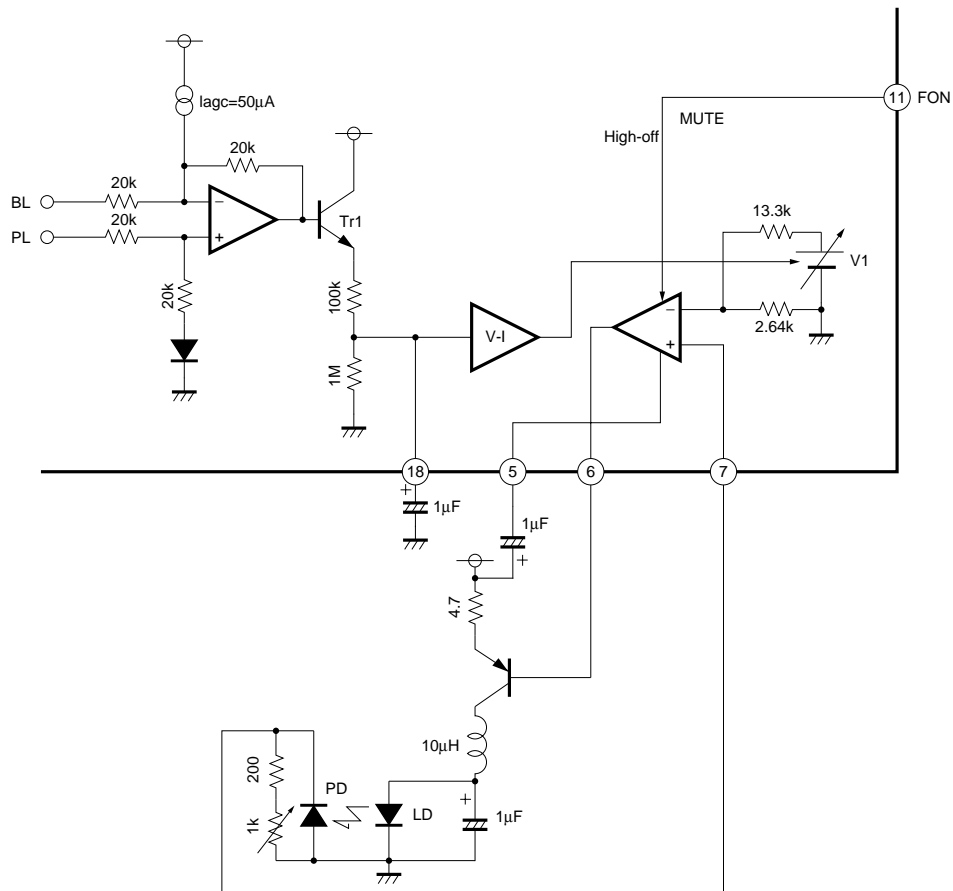 Iagc=50µA
11 FON
MUTE
High-off
20k
BL
20k
−
20k
Tr1
13.3k
PL
+
V1
20k
100k
−
2.64k
V-I
+
1M
18
5
6
7
+
1µF
1µF
+
4.7
10µH
200
PD
+
LD
1µF
1k